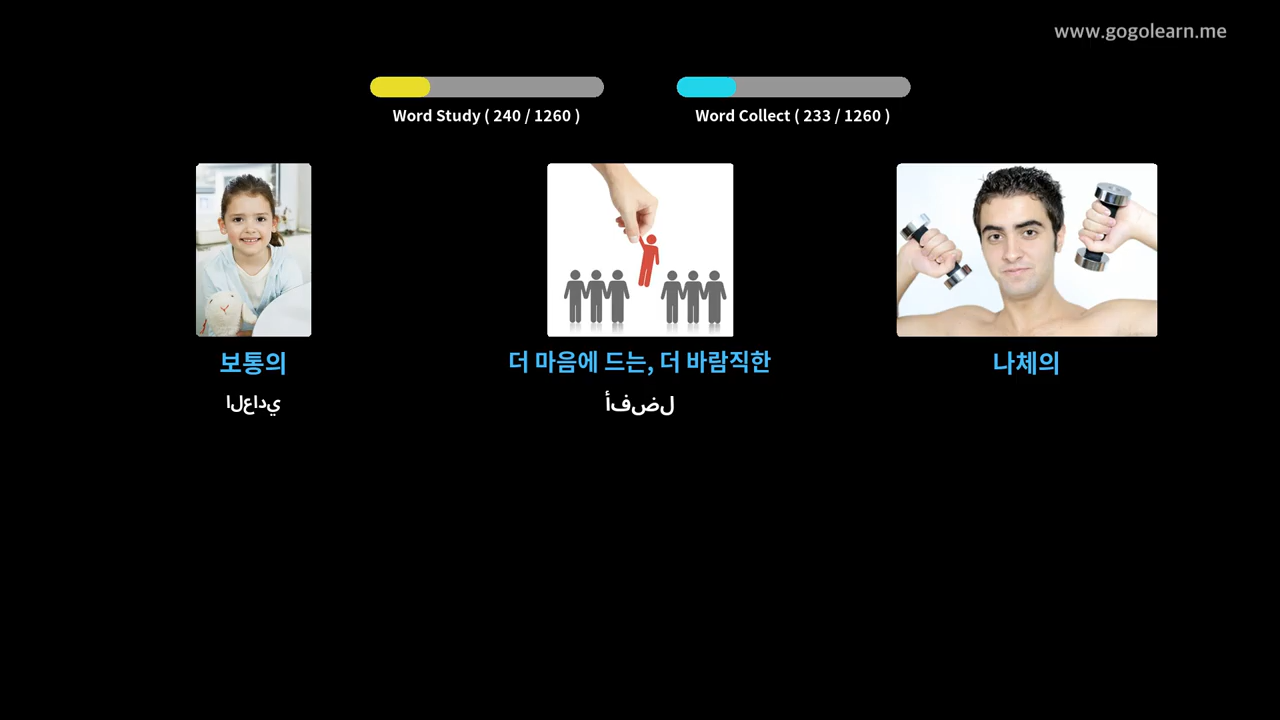 www.gogolearn.me
Word Study ( 240 / 1260 )
Word Collect ( 233 / 1260 )
보통의
더 마음에 드는, 더 바람직한
나체의
العادي
أفضل